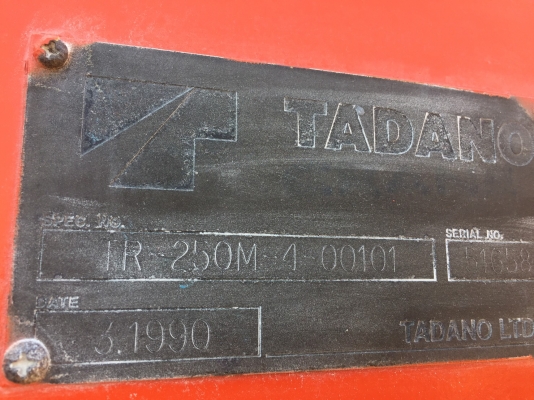 TADANO
SPEC. NO.
SERIAL NO.
TR-250M-4-00101
DATE
3.1990
TADANO LTD